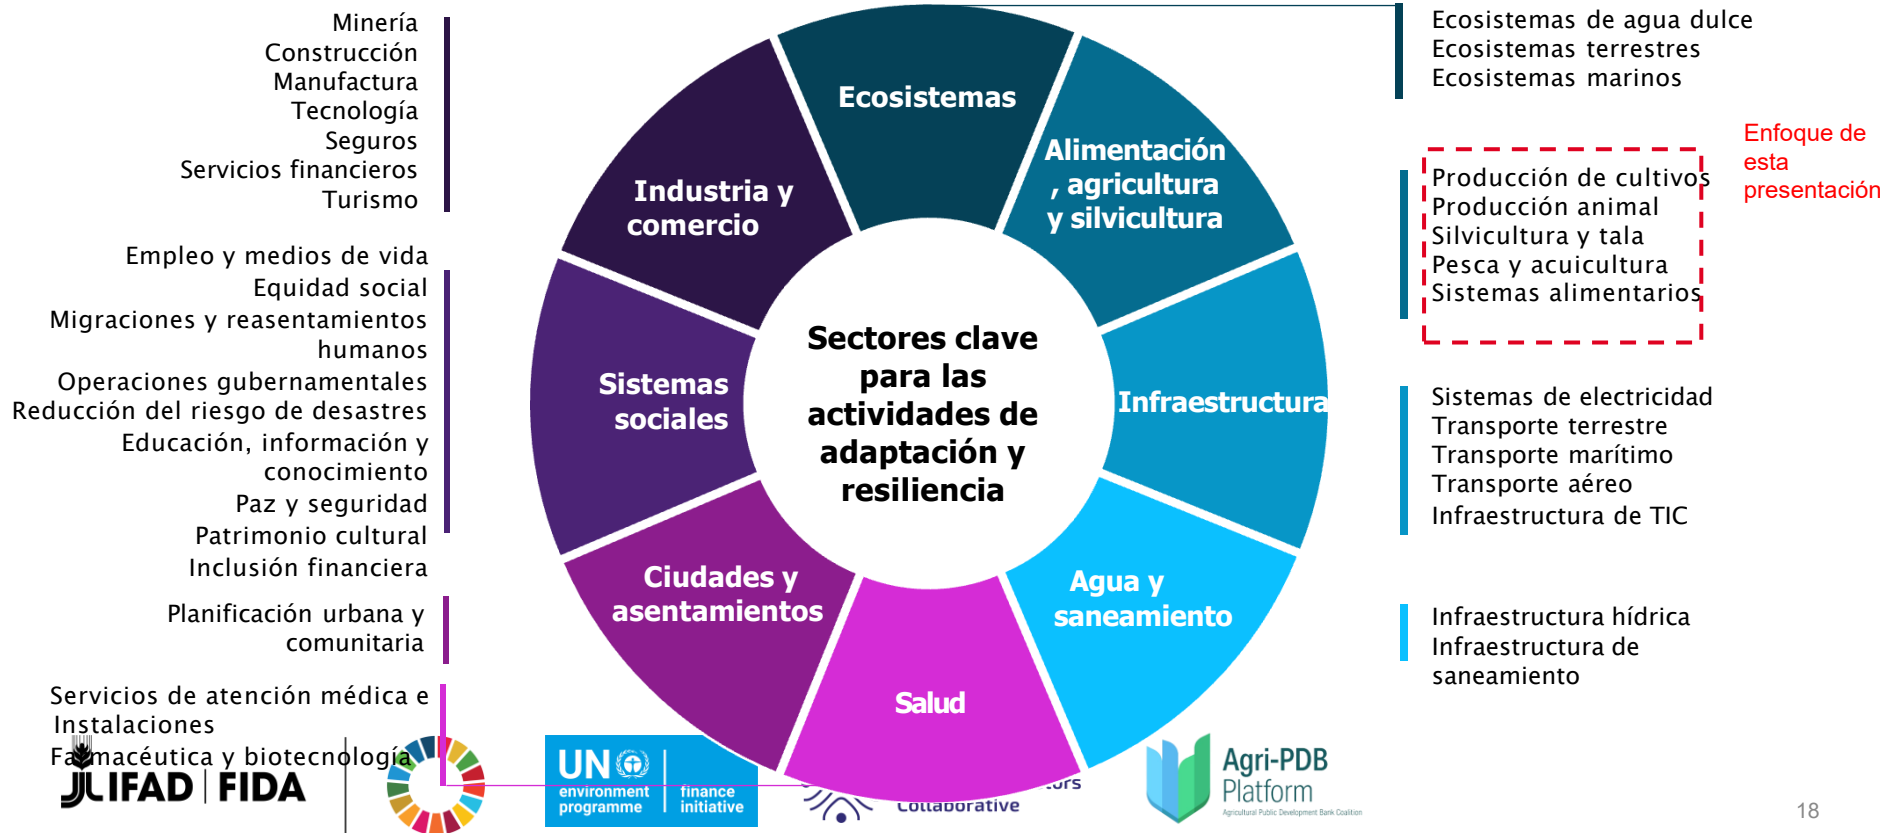 Minería
Construcción
Manufactura
Tecnología
Seguros
Servicios financieros
Turismo
Empleo y medios de vida
Equidad social
Migraciones y reasentamientos
humanos
Operaciones gubernamentales
Reducción del riesgo de desastres
Educación, información y
conocimiento
Paz y seguridad
Patrimonio cultural
Inclusión financiera
Planificación urbana y
comunitaria
Servicios de atención médica e
Instalaciones
Farmacéutica y biotecnología
Ecosistemas
Alimentación
, agricultura
y silvicultura
Industria y
comercio
Sectores clave
para las
actividades de
adaptación y
resiliencia
Sistemas
sociales
Infraestructura
Ciudades y
asentamientos
Agua y
saneamiento
Salud
Ecosistemas de agua dulce
Ecosistemas terrestres
Ecosistemas marinos
Enfoque de
esta
presentación
Producción de cultivos
Producción animal
Silvicultura y tala
Pesca y acuicultura
Sistemas alimentarios
Sistemas de electricidad
Transporte terrestre
Transporte marítimo
Transporte aéreo
Infraestructura de TIC
Infraestructura hídrica
Infraestructura de
saneamiento
IFAD | FIDA
UN
environment
programme
finance
initiative
Collaborative
Agri-PDB
Platform
Agricultural Public Development Bank Coalition
18